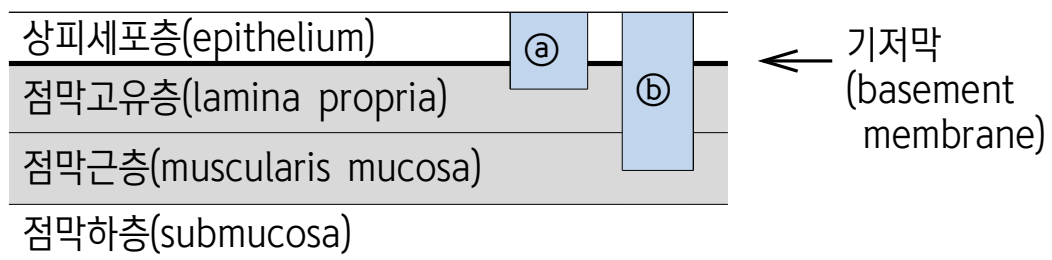 상피세포층(epithelium)
ⓐ
기저막
(basement
membrane)
점막고유층(lamina propria)
ⓑ
점막근층(muscularis mucosa)
점막하층(submucosa)